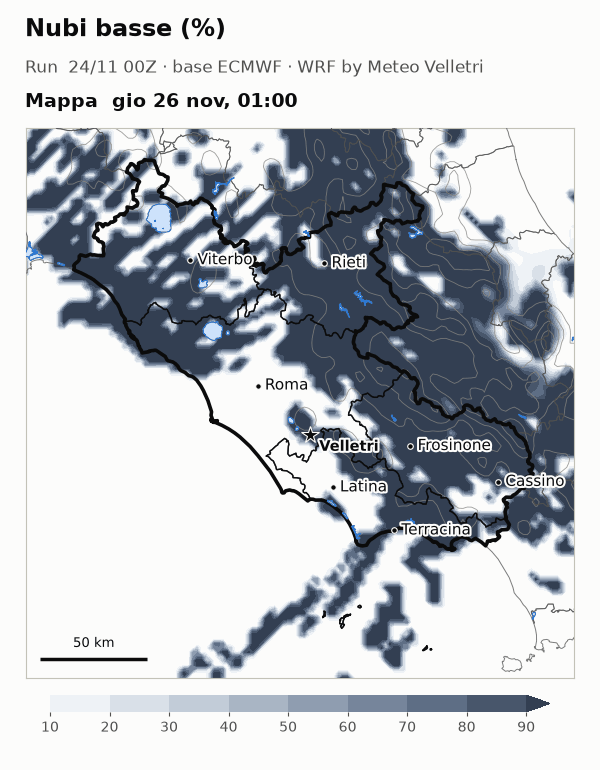 Nubi basse (%)
Run  24/11 00Z · base ECMWF · WRF by Meteo Velletri
Mappa  gio 26 nov, 01:00
Viterbo
Rieti
Roma
Velletri
Frosinone
Cassino
Latina
Terracina
50 km
10 20 30 40 50 60 70 80 90